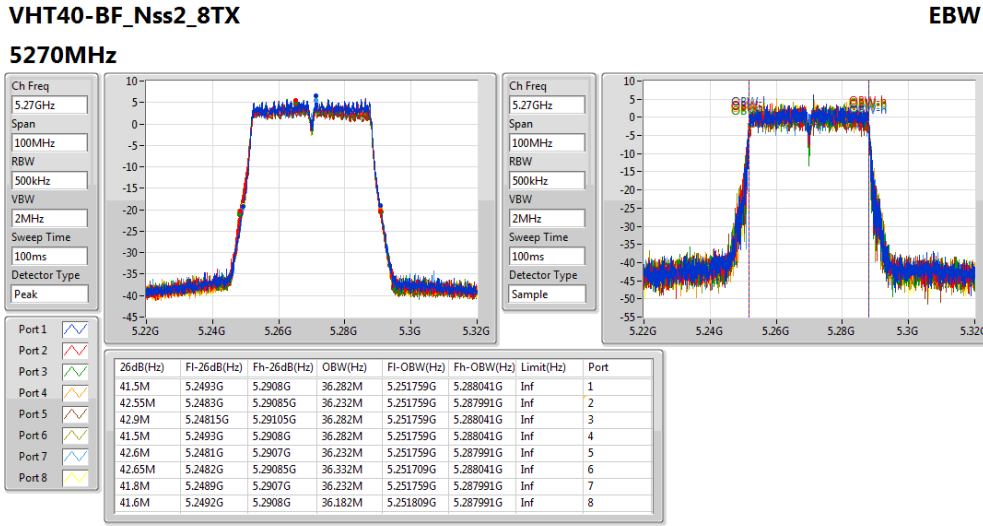 VHT40-BF_Nss2_8TX EBW
5270MHz
Ch Freq
5.27GHz
Span
100MHz
RBW
500kHz
VBW
2MHz
Sweep Time
100ms
Detector Type
Peak
10-
5-
0-
-5-
-10-
-15-
-20-
-25-
-30-
-35-
-40-
-45-
5.22G 5.24G 5.26G 5.28G 5.3G 5.32G
Ch Freq
5.27GHz
Span
100MHz
RBW
500kHz
VBW
2MHz
Sweep Time
100ms
Detector Type
Sample
10-
5-
0-
-5-
-10-
-15-
-20-
-25-
-30-
-35-
-40-
-45-
-50-
-55-
5.22G 5.24G 5.26G 5.28G 5.3G
Port 1
Port 2
Port 3
Port 4
Port 5
Port 6
Port 7
Port 8
26dB(Hz) Fl-26dB(Hz) Fh-26dB(Hz) OBW(Hz) Fl-OBW(Hz) Fh-OBW(Hz) Limit(Hz) Port
41.5M 5.2493G 5.2908G 36.282M 5.251759G 5.288041G Inf 1
42.55M 5.2483G 5.29085G 36.232M 5.251759G 5.287991G Inf 2
42.9M 5.24815G 5.29105G 36.282M 5.251759G 5.288041G Inf 3
41.5M 5.2493G 5.2908G 36.282M 5.251759G 5.288041G Inf 4
42.6M 5.2481G 5.2907G 36.232M 5.251759G 5.287991G Inf 5
42.65M 5.2482G 5.29085G 36.332M 5.251709G 5.288041G Inf 6
41.8M 5.2489G 5.2907G 36.232M 5.251759G 5.287991G Inf 7
41.6M 5.2492G 5.2908G 36.182M 5.251809G 5.287991G Inf 8